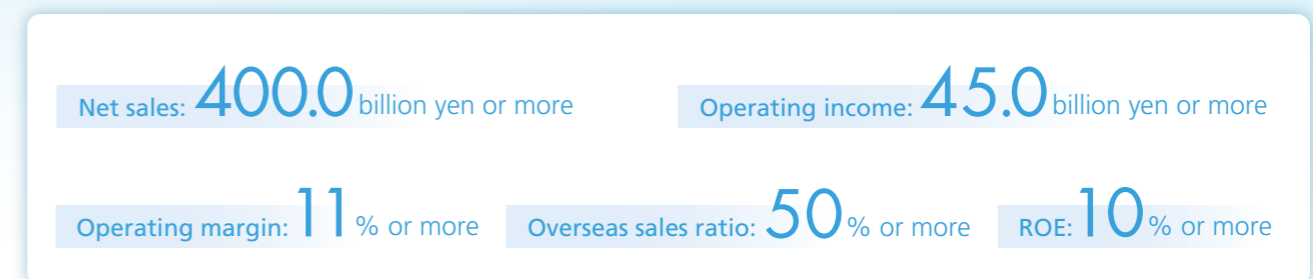 Net sales: 400.0 billion yen or more
Operating income: 45.0 billion yen or more
Operating margin: 11 % or more
Overseas sales ratio: 50 % or more
ROE: 10 % or more